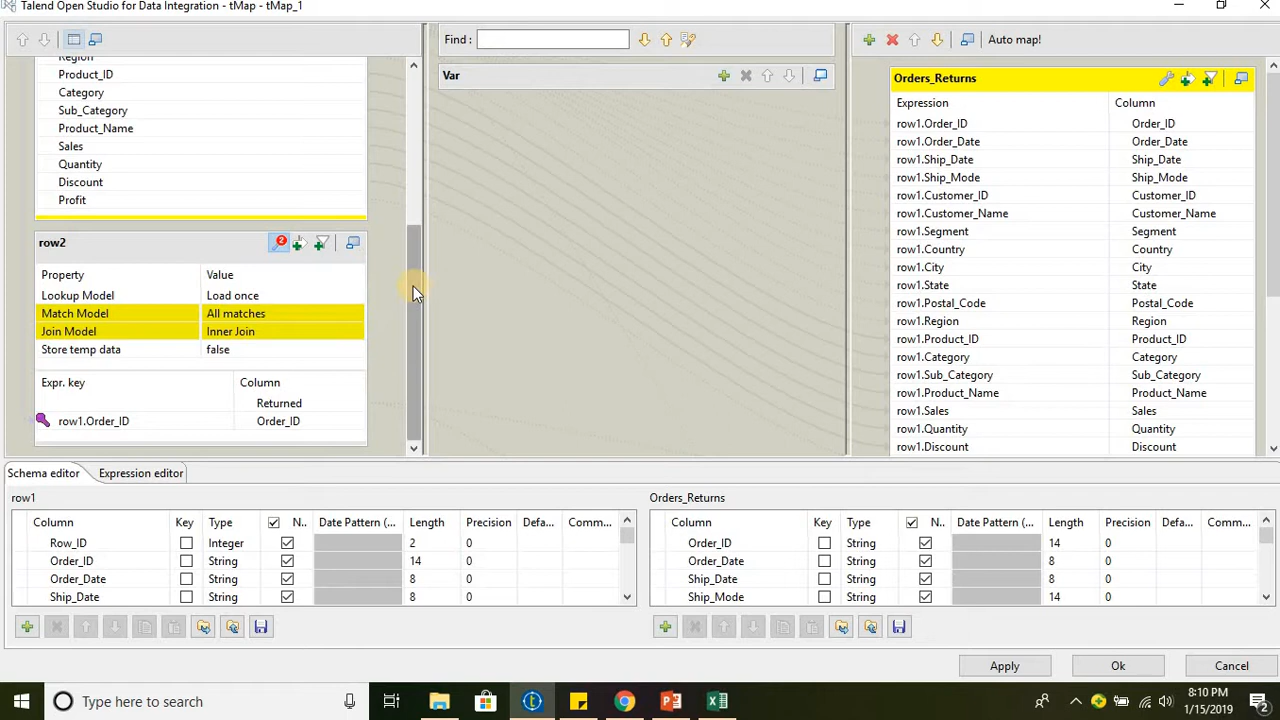 Talend Open Studio for Data Integration - tMap - tMap_1
Find :
Auto map!
Region
Product_ID
Category
Sub_Category
Product_Name
Sales
Quantity
Discount
Profit
row2
Property Value
Lookup Model Load once
Match Model All matches
Join Model Inner Join
Store temp data false
Expr. key Column
Returned
row1.Order_ID Order_ID
Var
Orders_Returns
Expression Column
row1.Order_ID Order_ID
row1.Order_Date Order_Date
row1.Ship_Date Ship_Date
row1.Ship_Mode Ship_Mode
row1.Customer_ID Customer_ID
row1.Customer_Name Customer_Name
row1.Segment Segment
row1.Country Country
row1.City City
row1.State State
row1.Postal_Code Postal_Code
row1.Region Region
row1.Product_ID Product_ID
row1.Category Category
row1.Sub_Category Sub_Category
row1.Product_Name Product_Name
row1.Sales Sales
row1.Quantity Quantity
row1.Discount Discount
Schema editor Expression editor
row1
Column Key Type N.. Date Pattern (... Length Precision Defa... Comm...
Row_ID Integer 2 0
Order_ID String 14 0
Order_Date String 8 0
Ship_Date String 8 0
Orders_Returns
Column Key Type N.. Date Pattern (... Length Precision Defa... Comm...
Order_ID String 14 0
Order_Date String 8 0
Ship_Date String 8 0
Ship_Mode String 14 0
Apply Ok Cancel
Type here to search
8:10 PM
1/15/2019
2